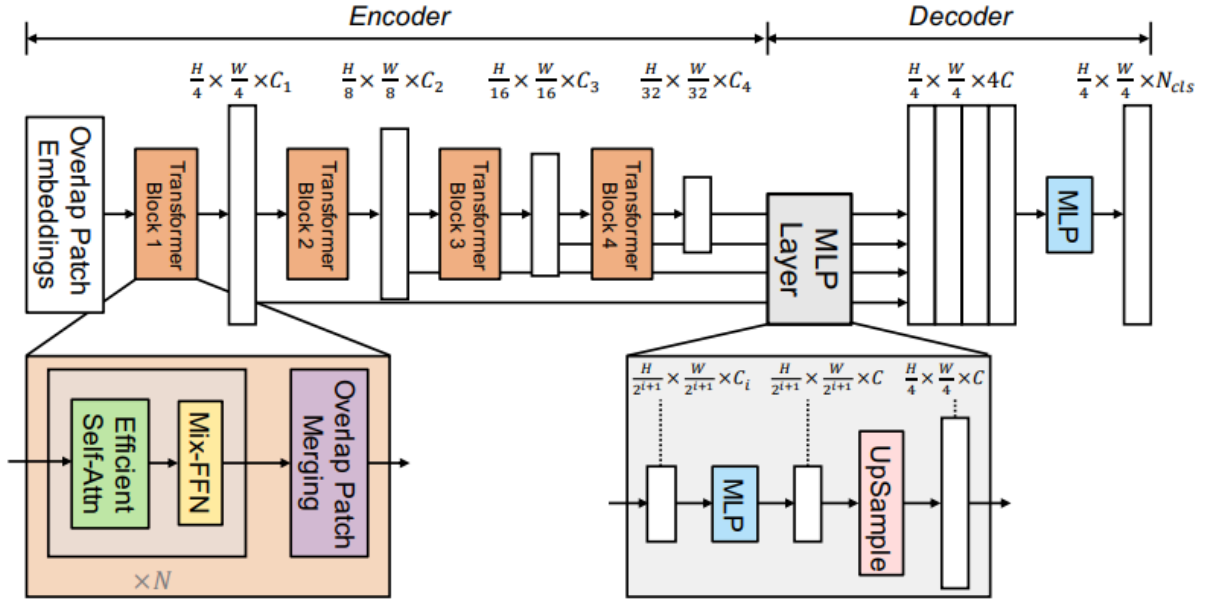 Encoder
Decoder
H/4 × W/4 × C₁
H/8 × W/8 × C₂
H/16 × W/16 × C₃
H/32 × W/32 × C₄
H/4 × W/4 × 4C
H/4 × W/4 × N_cls
Overlap Patch
Embeddings
Transformer
Block 1
Transformer
Block 2
Transformer
Block 3
Transformer
Block 4
MLP
Layer
MLP
Efficient
Self-Attn
Mix-FFN
Overlap Patch
Merging
×N
H/2^{i+1} × W/2^{i+1} × C_i
H/2^{i+1} × W/2^{i+1} × C
H/4 × W/4 × C
MLP
UpSample